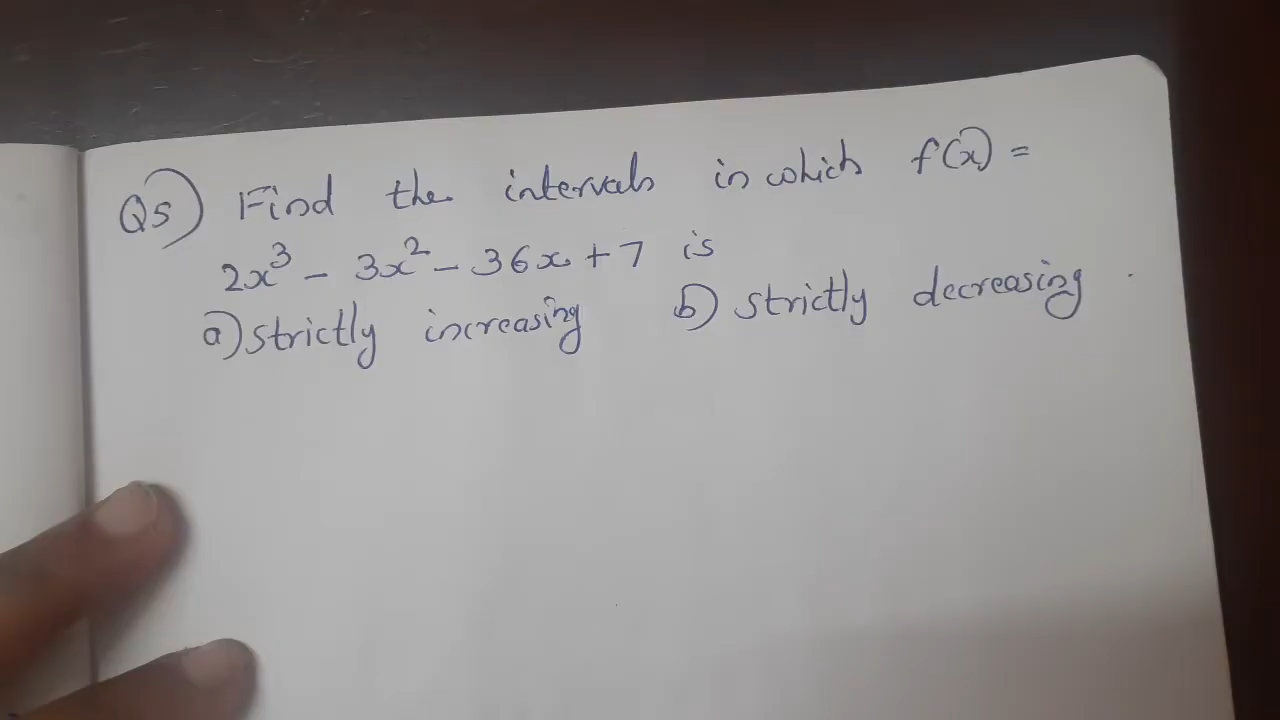 Q5) Find the intervals in which f(x) =
2x³ - 3x² - 36x + 7 is
a) strictly increasing b) strictly decreasing .